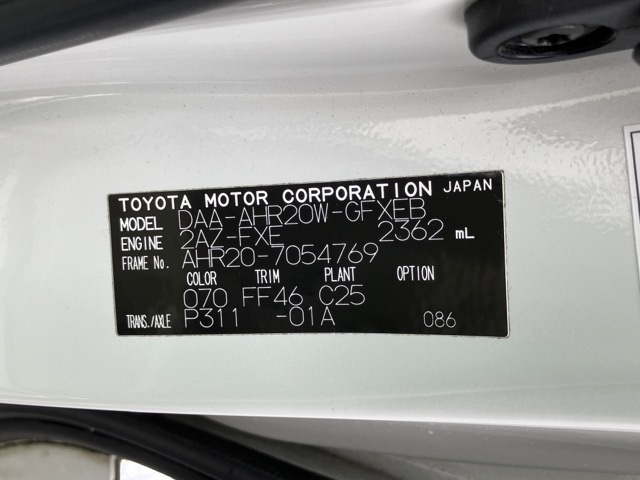 TOYOTA MOTOR CORPORATION JAPAN
MODEL DAA-AHR20W-GFXEB
ENGINE 2AZ-FXE 2362 mL
FRAME No. AHR20-7054769
COLOR TRIM PLANT OPTION
070 FF46 C25
TRANS./AXLE P311 -01A 086